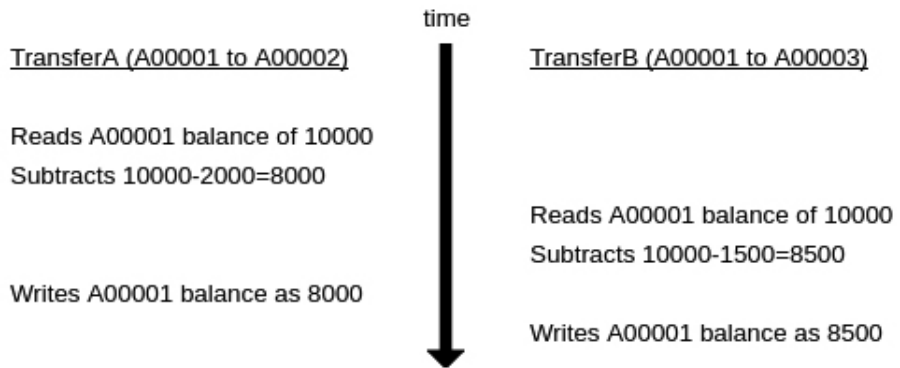 time
TransferA (A00001 to A00002)
TransferB (A00001 to A00003)
Reads A00001 balance of 10000
Subtracts 10000-2000=8000
Reads A00001 balance of 10000
Subtracts 10000-1500=8500
Writes A00001 balance as 8000
Writes A00001 balance as 8500